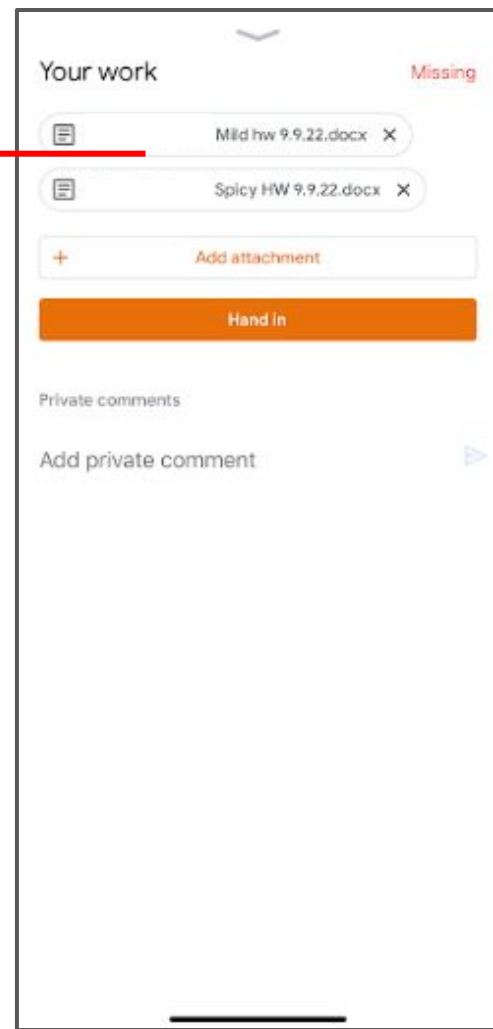 Your work Missing
Mild hw 9.9.22.docx
Spicy HW 9.9.22.docx
+ Add attachment
Hand in
Private comments
Add private comment